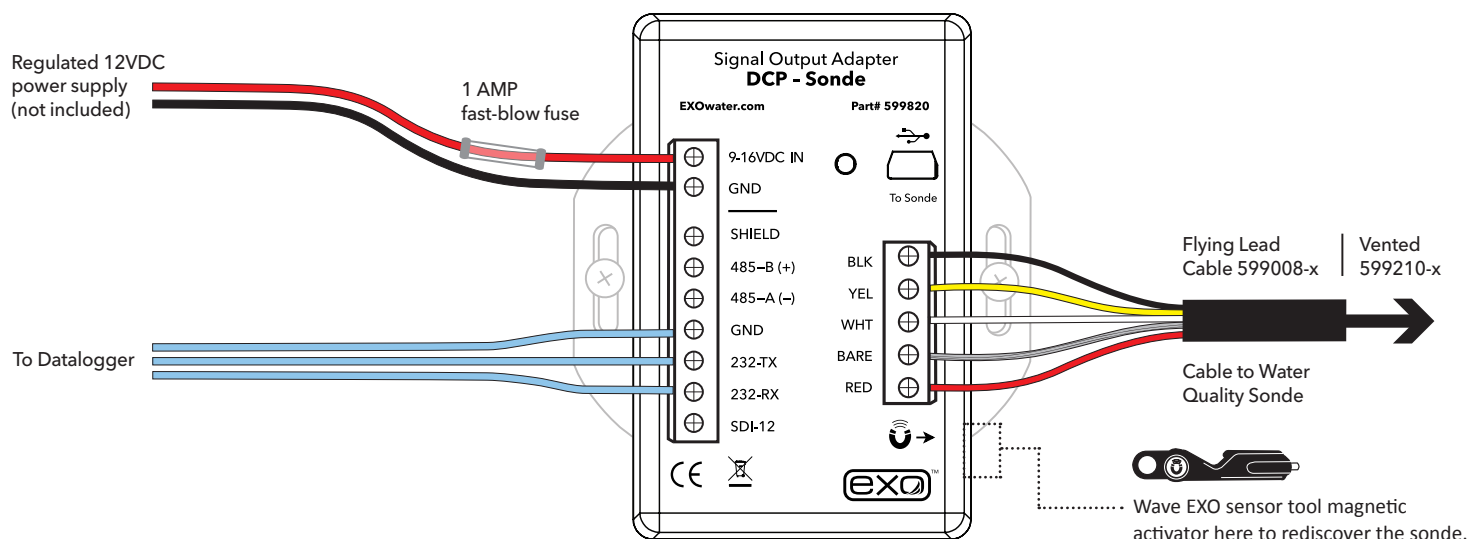 Regulated 12VDC
power supply
(not included)
1 AMP
fast-blow fuse
Signal Output Adapter
DCP - Sonde
EXOwater.com
Part# 599820
9-16VDC IN
GND
To Sonde
SHIELD
485–B (+)
485–A (–)
GND
232-TX
232-RX
SDI-12
To Datalogger
BLK
YEL
WHT
BARE
RED
Flying Lead
Cable 599008-x
Vented
599210-x
Cable to Water
Quality Sonde
CE
exo™
Wave EXO sensor tool magnetic
activator here to rediscover the sonde.